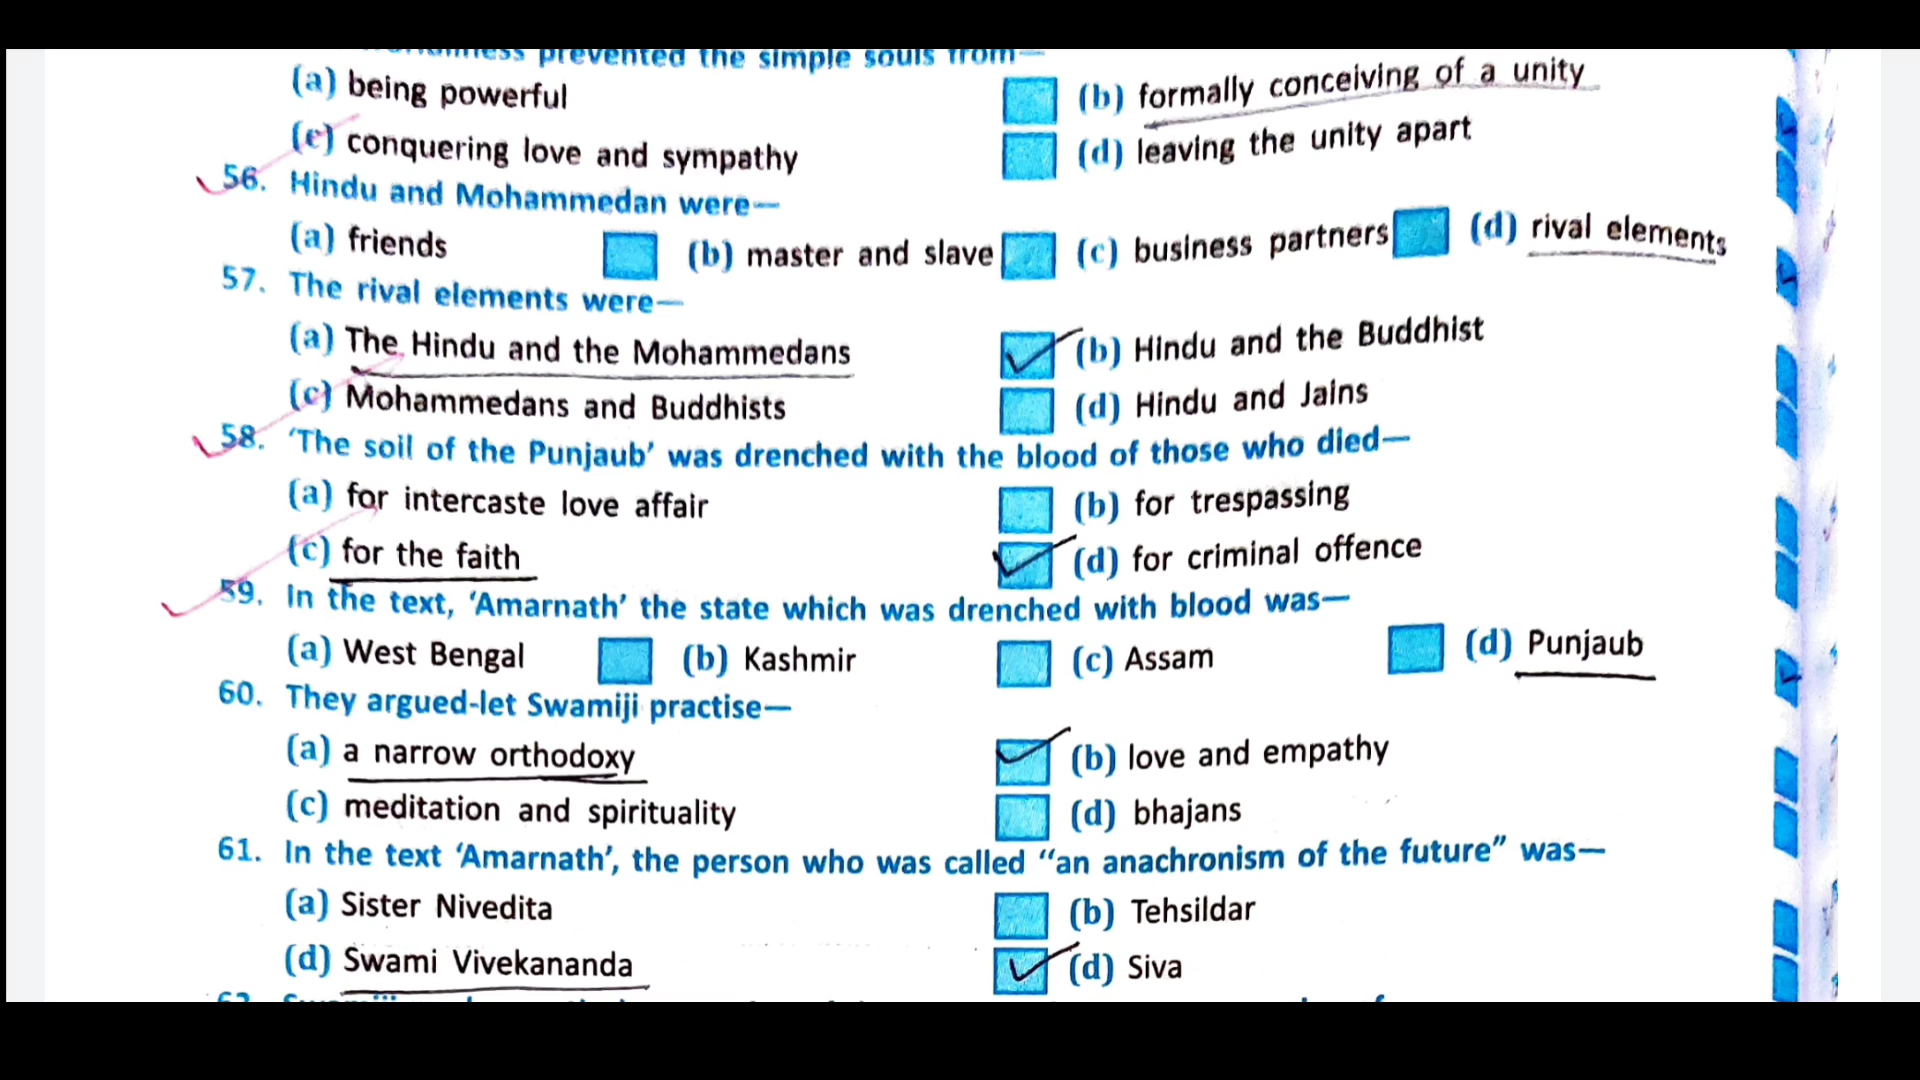 prevented the simple souls from—
(a) being powerful (b) formally conceiving of a unity
(c) conquering love and sympathy (d) leaving the unity apart
56. Hindu and Mohammedan were—
(a) friends (b) master and slave (c) business partners (d) rival elements
57. The rival elements were—
(a) The Hindu and the Mohammedans (b) Hindu and the Buddhist
(c) Mohammedans and Buddhists (d) Hindu and Jains
58. 'The soil of the Punjaub' was drenched with the blood of those who died—
(a) for intercaste love affair (b) for trespassing
(c) for the faith (d) for criminal offence
59. In the text, 'Amarnath' the state which was drenched with blood was—
(a) West Bengal (b) Kashmir (c) Assam (d) Punjaub
60. They argued-let Swamiji practise—
(a) a narrow orthodoxy (b) love and empathy
(c) meditation and spirituality (d) bhajans
61. In the text 'Amarnath', the person who was called "an anachronism of the future" was—
(a) Sister Nivedita (b) Tehsildar
(d) Swami Vivekananda (d) Siva